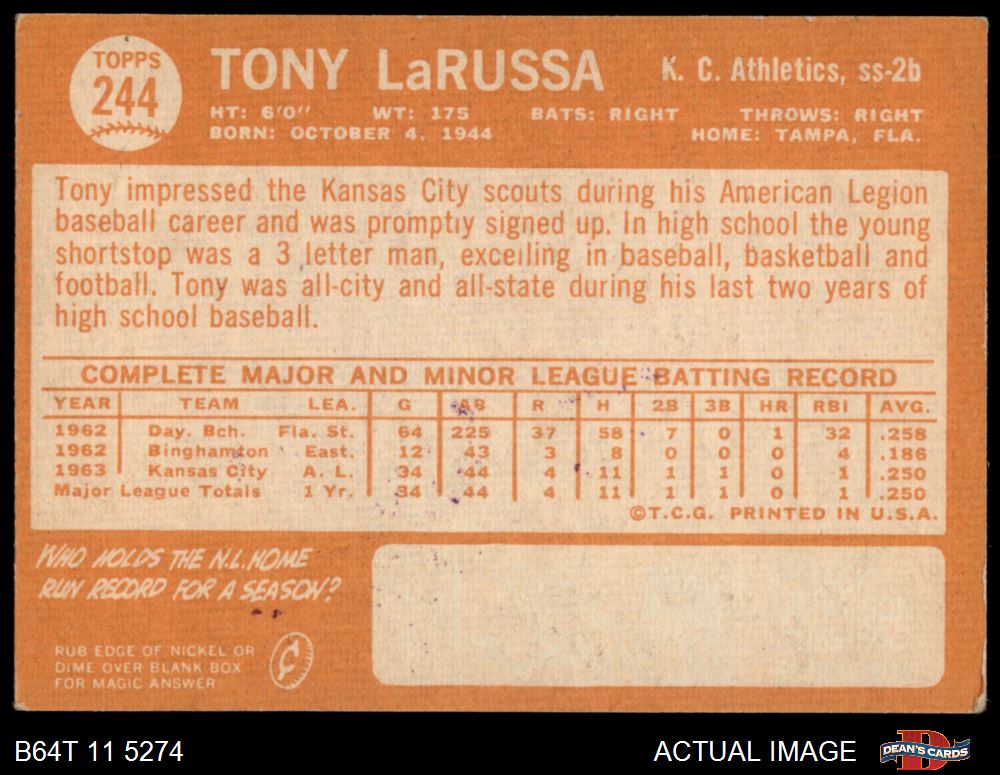 TOPPS
244
TONY LaRUSSA
K. C. Athletics, ss-2b
HT: 6'0" WT: 175 BATS: RIGHT THROWS: RIGHT
BORN: OCTOBER 4, 1944 HOME: TAMPA, FLA.
Tony impressed the Kansas City scouts during his American Legion
baseball career and was promptly signed up. In high school the young
shortstop was a 3 letter man, excelling in baseball, basketball and
football. Tony was all-city and all-state during his last two years of
high school baseball.
COMPLETE MAJOR AND MINOR LEAGUE BATTING RECORD
YEAR TEAM LEA. G AB R H 2B 3B HR RBI AVG.
1962 Day. Bch. Fla. St. 64 225 37 58 7 0 1 32 .258
1962 Binghamton East. 12 43 3 8 0 0 0 4 .186
1963 Kansas City A. L. 34 44 4 11 1 1 0 1 .250
Major League Totals 1 Yr. 34 44 4 11 1 1 0 1 .250
©T.C.G. PRINTED IN U.S.A.
WHO HOLDS THE N.L. HOME
RUN RECORD FOR A SEASON?
RUB EDGE OF NICKEL OR
DIME OVER BLANK BOX
FOR MAGIC ANSWER
B64T 11 5274
ACTUAL IMAGE
DEAN'S CARDS